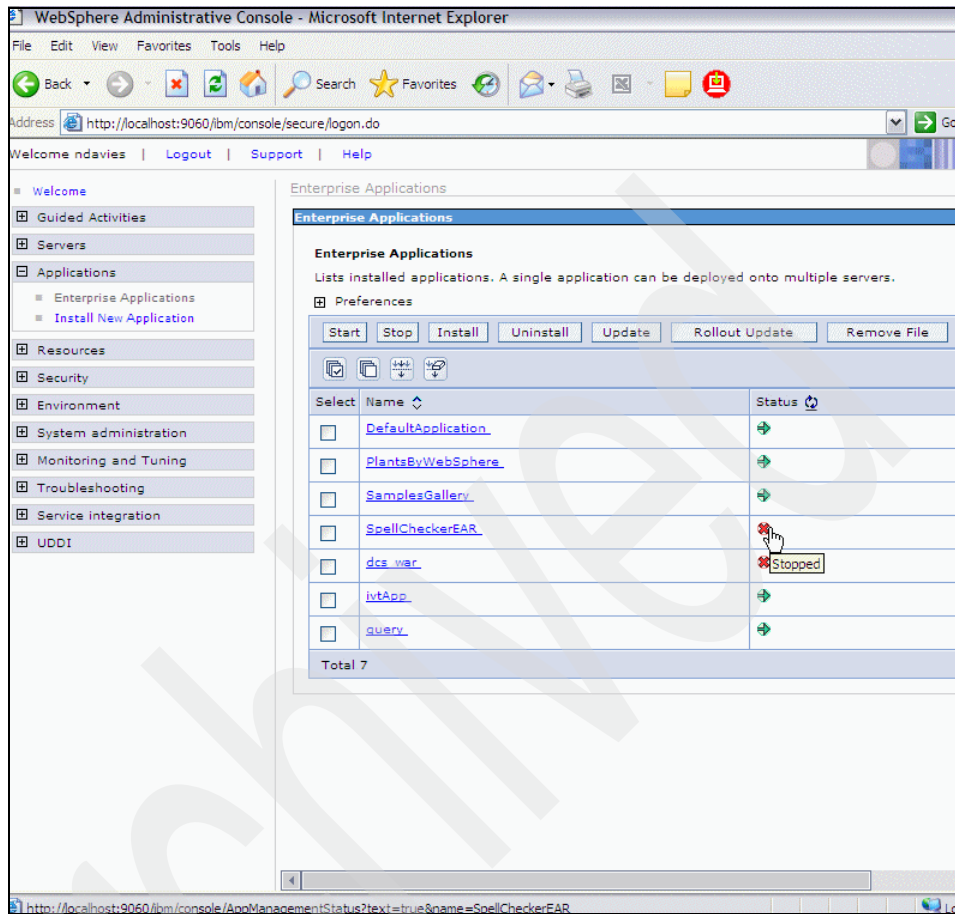 WebSphere Administrative Console - Microsoft Internet Explorer
File Edit View Favorites Tools Help
Back Search Favorites
Address http://localhost:9060/ibm/console/secure/logon.do Go
Welcome ndavies | Logout | Support | Help
Welcome
Guided Activities
Servers
Applications
Enterprise Applications
Install New Application
Resources
Security
Environment
System administration
Monitoring and Tuning
Troubleshooting
Service integration
UDDI
Enterprise Applications
Enterprise Applications
Enterprise Applications
Lists installed applications. A single application can be deployed onto multiple servers.
Preferences
Start Stop Install Uninstall Update Rollout Update Remove File
Select Name Status
DefaultApplication
PlantsByWebSphere
SamplesGallery
SpellCheckerEAR
Stopped
dcs_war
ivtApp
query
Total 7
http://localhost:9060/ibm/console/AppManagementStatus?text=true&name=SpellCheckerEAR Lo
chived